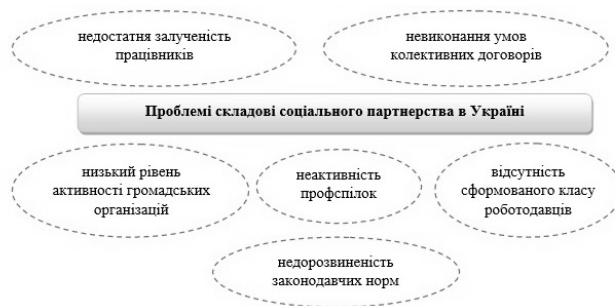 недостатня залученість
працівників
невиконання умов
колективних договорів
Проблемі складові соціального партнерства в Україні
низький рівень
активності громадських
організацій
неактивність
профспілок
відсутність
сформованого класу
роботодавців
недорозвиненість
законодавчих норм